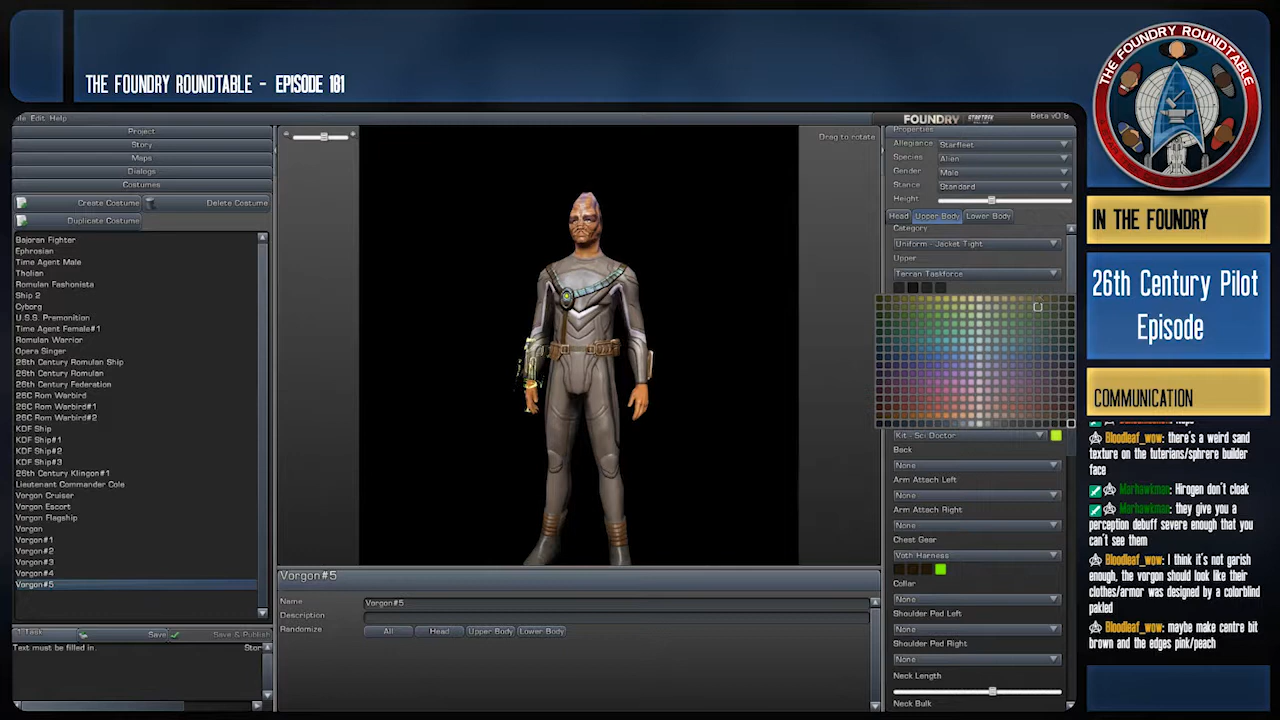 THE FOUNDRY ROUNDTABLE - EPISODE 181
THE FOUNDRY ROUNDTABLE
ile Edit Help
Project
Story
Maps
Dialogs
Costumes
Create Costume
Delete Costume
Duplicate Costume
Bajoran Fighter
Ephrosian
Time Agent Male
Tholian
Romulan Fashionista
Ship 2
Cyborg
U.S.S. Premonition
Time Agent Female#1
Romulan Warrior
Opera Singer
26th Century Romulan Ship
26th Century Romulan
26th Century Federation
26C Rom Warbird
26C Rom Warbird#1
26C Rom Warbird#2
KDF Ship
KDF Ship#1
KDF Ship#2
KDF Ship#3
26th Century Klingon#1
Lieutenant Commander Cole
Vorgon Cruiser
Vorgon Escort
Vorgon Flagship
Vorgon
Vorgon#1
Vorgon#2
Vorgon#3
Vorgon#4
Vorgon#5
1 Task
Save
Save & Publish
Text must be filled in.
Stor
Drag to rotate
Vorgon#5
Name
Vorgon#5
Description
Randomize
All
Head
Upper Body
Lower Body
FOUNDRY
STAR TREK
Beta v0.8
Properties
Allegiance
Starfleet
Species
Alien
Gender
Male
Stance
Standard
Height
Head
Upper Body
Lower Body
Category
Uniform - Jacket Tight
Upper
Terran Taskforce
Kit - Sci Doctor
Back
None
Arm Attach Left
None
Arm Attach Right
None
Chest Gear
Voth Harness
Collar
None
Shoulder Pad Left
None
Shoulder Pad Right
None
Neck Length
Neck Bulk
IN THE FOUNDRY
26th Century Pilot
Episode
COMMUNICATION
Bloodleaf_wow: there's a weird sand
texture on the tuterians/sphrere builder
face
Marhawkman: Hirogen don't cloak
Marhawkman: they give you a
perception debuff severe enough that you
can't see them
Bloodleaf_wow: I think it's not garish
enough, the vorgon should look like their
clothes/armor was designed by a colorblind
pakled
Bloodleaf_wow: maybe make centre bit
brown and the edges pink/peach